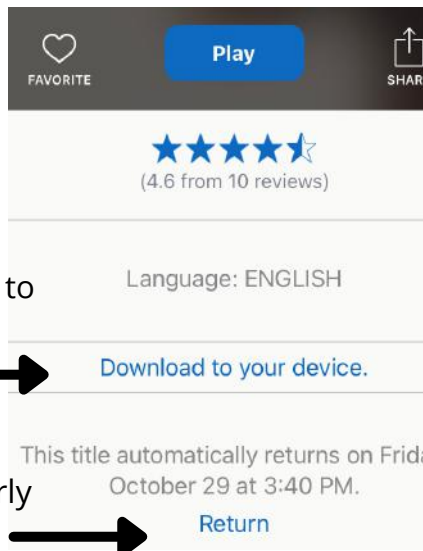 Play
FAVORITE
SHAR
(4.6 from 10 reviews)
to
Language: ENGLISH
Download to your device.
This title automatically returns on Frida
rly
October 29 at 3:40 PM.
Return